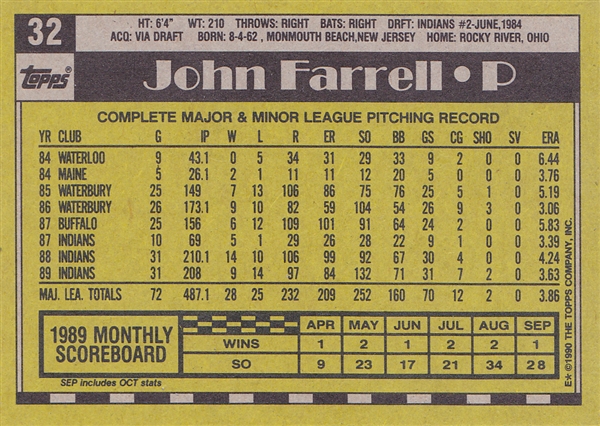 32
HT: 6'4" WT: 210 THROWS: RIGHT BATS: RIGHT DRFT: INDIANS #2-JUNE,1984
ACQ: VIA DRAFT BORN: 8-4-62 , MONMOUTH BEACH,NEW JERSEY HOME: ROCKY RIVER, OHIO
Topps
John Farrell • P
COMPLETE MAJOR & MINOR LEAGUE PITCHING RECORD
YR CLUB G IP W L R ER SO BB GS CG SHO SV ERA
84 WATERLOO 9 43.1 0 5 34 31 29 33 9 2 0 0 6.44
84 MAINE 5 26.1 2 1 11 11 12 20 5 0 0 0 3.76
85 WATERBURY 25 149 7 13 106 86 75 76 25 5 1 0 5.19
86 WATERBURY 26 173.1 9 10 82 59 104 54 26 9 3 0 3.06
87 BUFFALO 25 156 6 12 109 101 91 64 24 2 0 0 5.83
87 INDIANS 10 69 5 1 29 26 28 22 9 1 0 0 3.39
88 INDIANS 31 210.1 14 10 106 99 92 67 30 4 0 0 4.24
89 INDIANS 31 208 9 14 97 84 132 71 31 7 2 0 3.63
MAJ. LEA. TOTALS 72 487.1 28 25 232 209 252 160 70 12 2 0 3.86
1989 MONTHLY SCOREBOARD
APR MAY JUN JUL AUG SEP
WINS 1 2 1 2 2 1
SO 9 23 17 21 34 28
SEP includes OCT stats
E* ©1990 THE TOPPS COMPANY, INC.